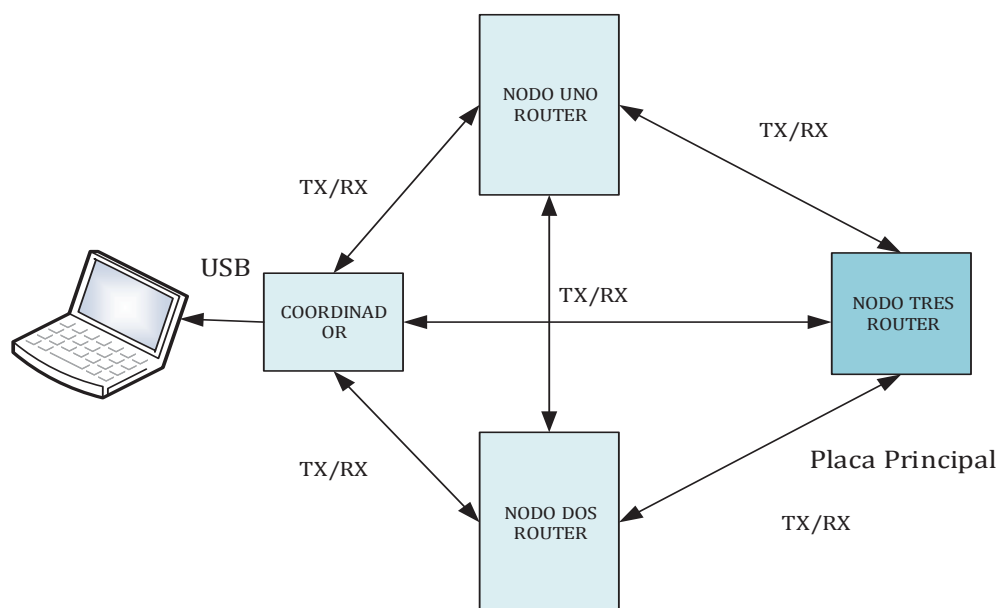 NODO UNO
ROUTER
TX/RX
TX/RX
USB
COORDINAD
OR
TX/RX
NODO TRES
ROUTER
TX/RX
Placa Principal
NODO DOS
ROUTER
TX/RX